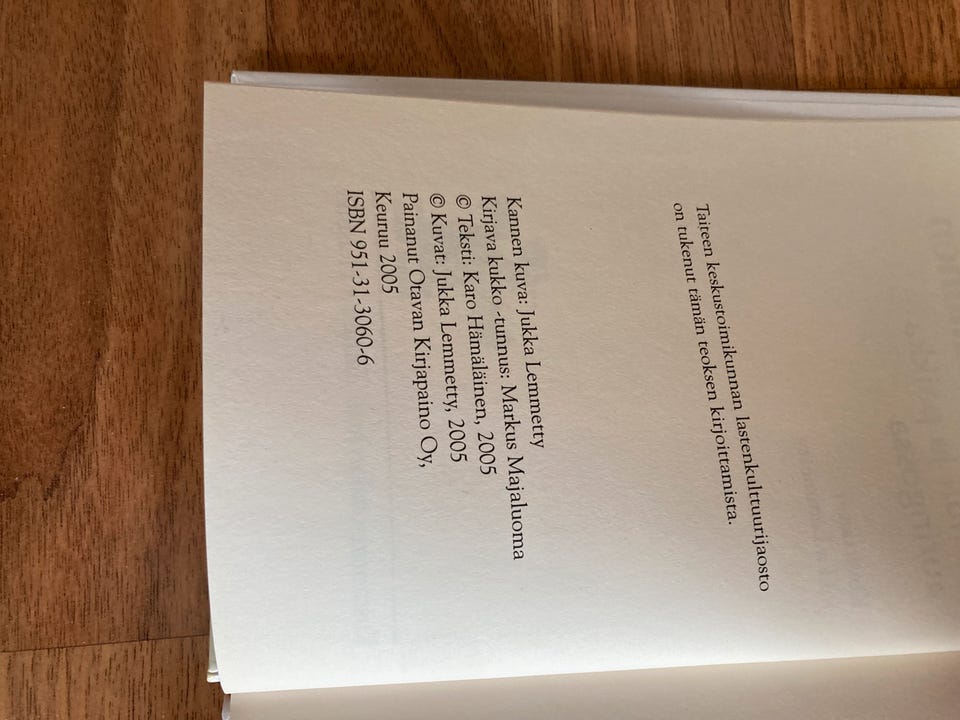 Taiteen keskustoimikunnan lastenkulttuurijaosto
on tukenut tämän teoksen kirjoittamista.
Kannen kuva: Jukka Lemmetty
Kirjava kukko -tunnus: Markus Majaluoma
© Teksti: Karo Hämäläinen, 2005
© Kuvat: Jukka Lemmetty, 2005
Painanut Otavan Kirjapaino Oy,
Keuruu 2005
ISBN 951-31-3060-6